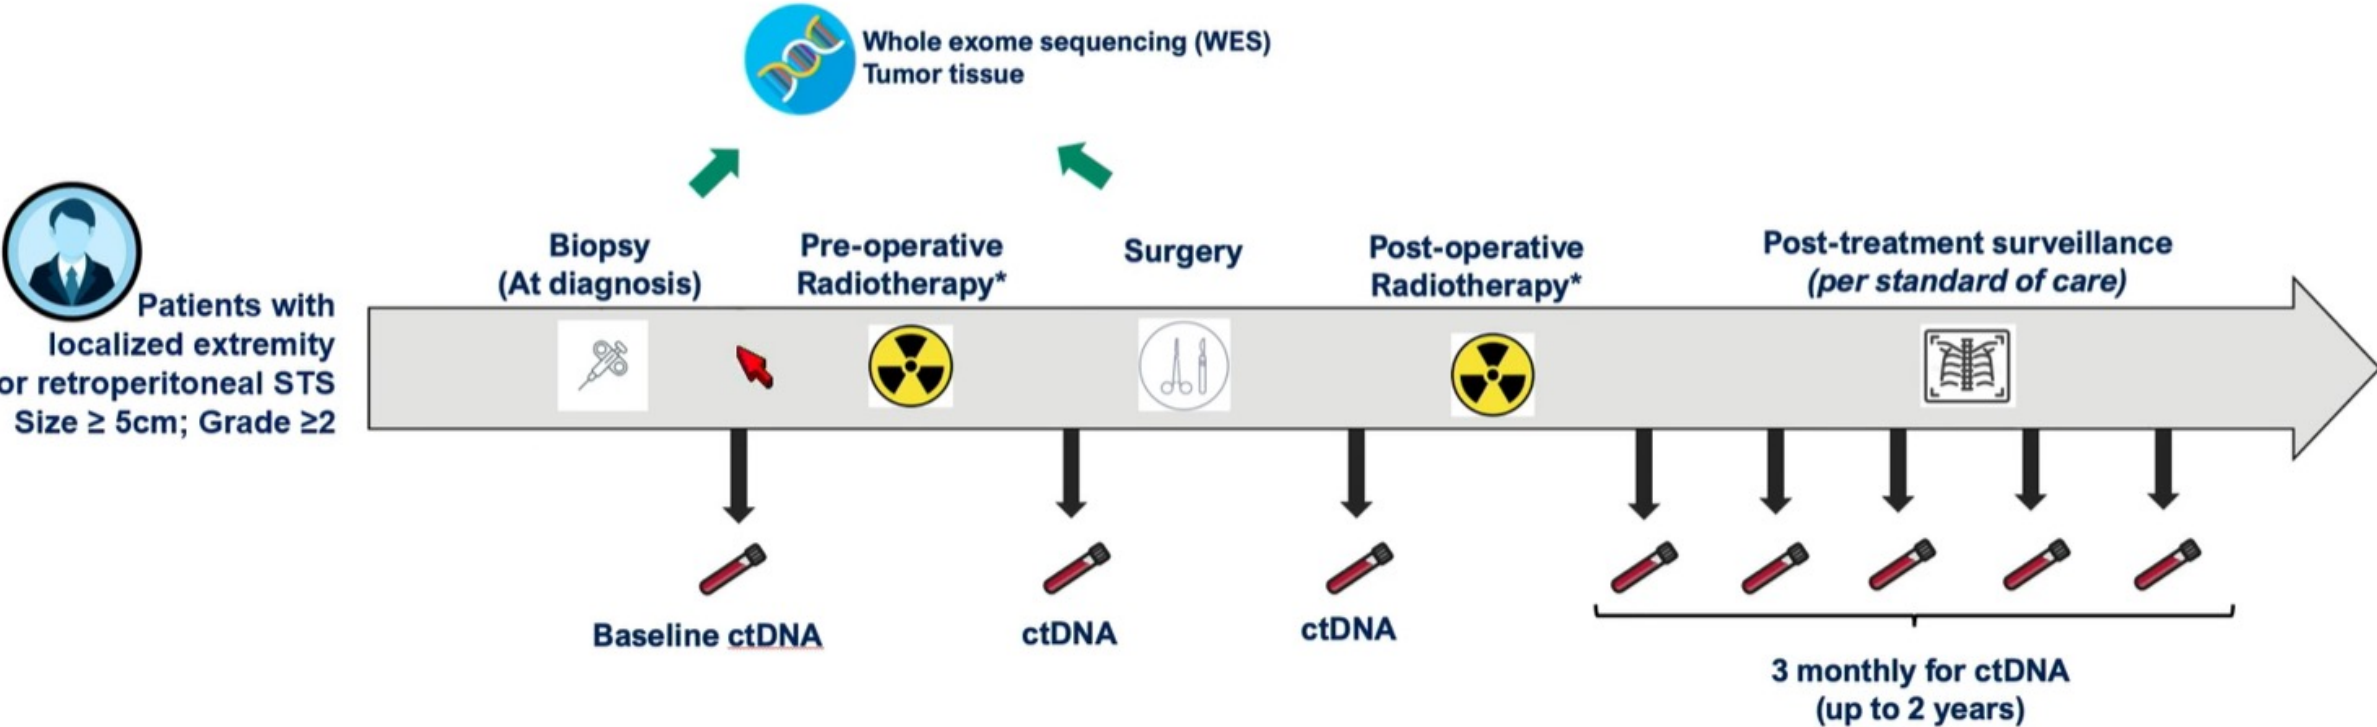 Whole exome sequencing (WES)
Tumor tissue
Biopsy
(At diagnosis)
Pre-operative
Radiotherapy*
Surgery
Post-operative
Radiotherapy*
Post-treatment surveillance
(per standard of care)
Patients with
localized extremity
or retroperitoneal STS
Size ≥ 5cm; Grade ≥2
Baseline ctDNA
ctDNA
ctDNA
3 monthly for ctDNA
(up to 2 years)